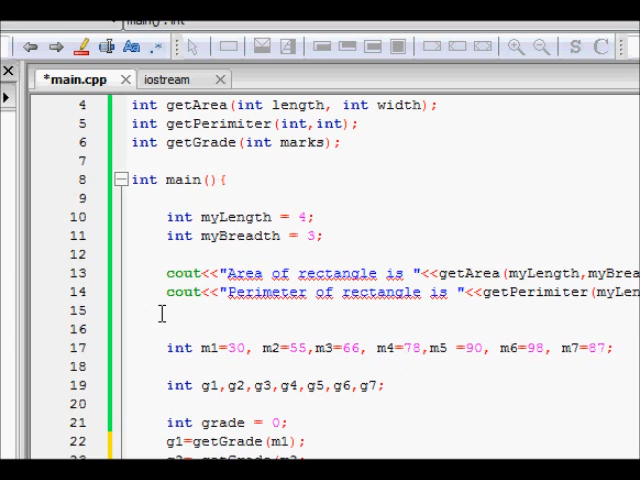 main() : int
*main.cpp X iostream X
4 int getArea(int length, int width);
5 int getPerimiter(int,int);
6 int getGrade(int marks);
7
8 int main(){
9
10 int myLength = 4;
11 int myBreadth = 3;
12
13 cout<<"Area of rectangle is "<<getArea(myLength,myBrea
14 cout<<"Perimeter of rectangle is "<<getPerimiter(myLen
15
16
17 int m1=30, m2=55,m3=66, m4=78,m5 =90, m6=98, m7=87;
18
19 int g1,g2,g3,g4,g5,g6,g7;
20
21 int grade = 0;
22 g1=getGrade(m1);